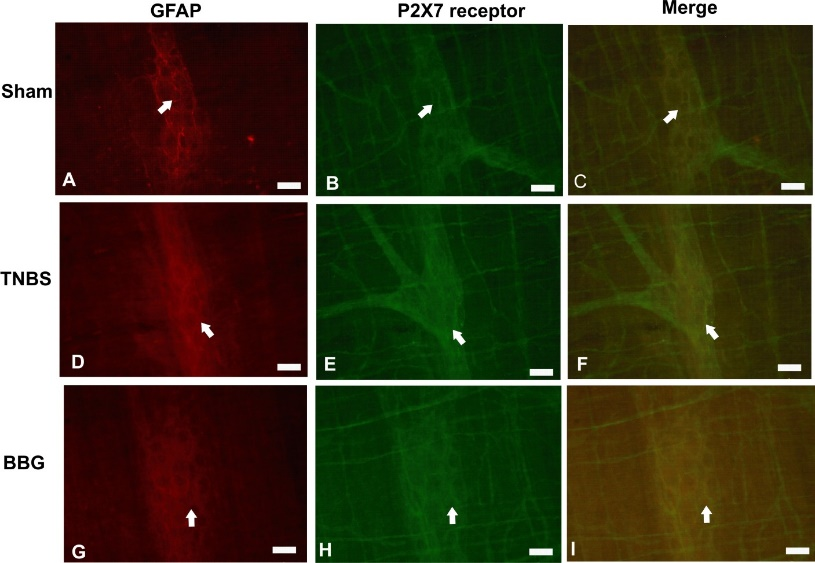 GFAP P2X7 receptor Merge
Sham
A B C
TNBS
D E F
BBG
G H I